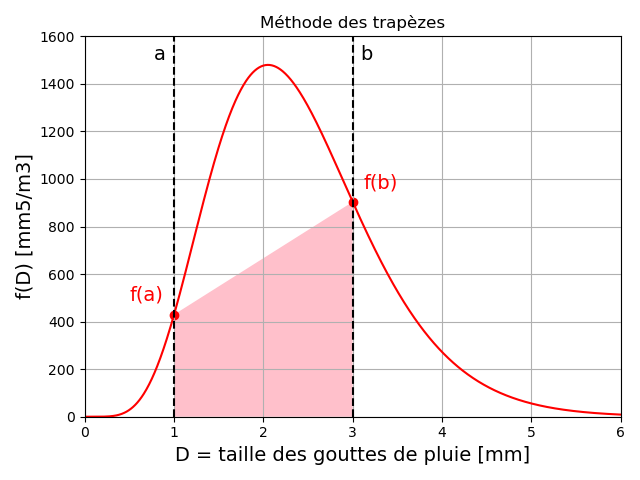 Méthode des trapèzes
1600
1400
1200
1000
800
600
400
200
0
f(D) [mm5/m3]
a
b
f(b)
f(a)
0 1 2 3 4 5 6
D = taille des gouttes de pluie [mm]